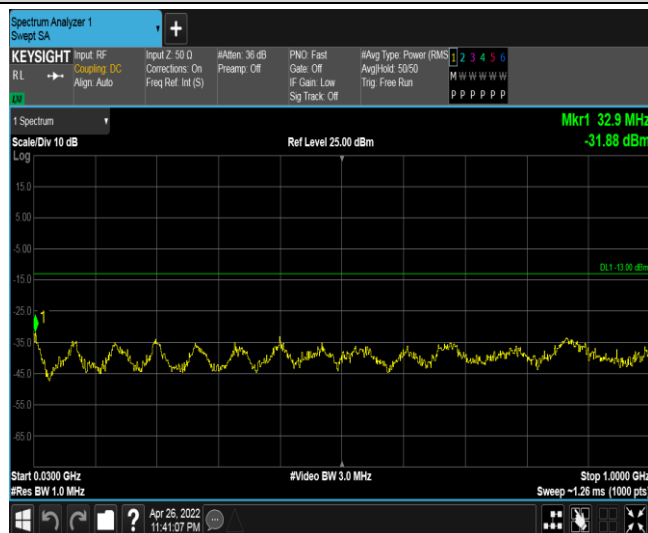 Spectrum Analyzer 1
Swept SA
+
KEYSIGHT
RL
Input: RF
Coupling: DC
Align: Auto
Input Z: 50 Ω
Corrections: On
Freq Ref: Int (S)
#Atten: 36 dB
Preamp: Off
PNO: Fast
Gate: Off
IF Gain: Low
Sig Track: Off
#Avg Type: Power (RMS
Avg|Hold: 50/50
Trig: Free Run
1 2 3 4 5 6
M W W W W W
P P P P P P
1 Spectrum
Mkr1 32.9 MHz
-31.88 dBm
Scale/Div 10 dB
Ref Level 25.00 dBm
Log
15.0
5.00
-5.00
DL1 -13.00 dBm
-15.0
-25.0
1
-35.0
-45.0
-55.0
-65.0
Start 0.0300 GHz
#Video BW 3.0 MHz
Stop 1.0000 GHz
#Res BW 1.0 MHz
Sweep ~1.26 ms (1000 pts)
?
Apr 26, 2022
11:41:07 PM